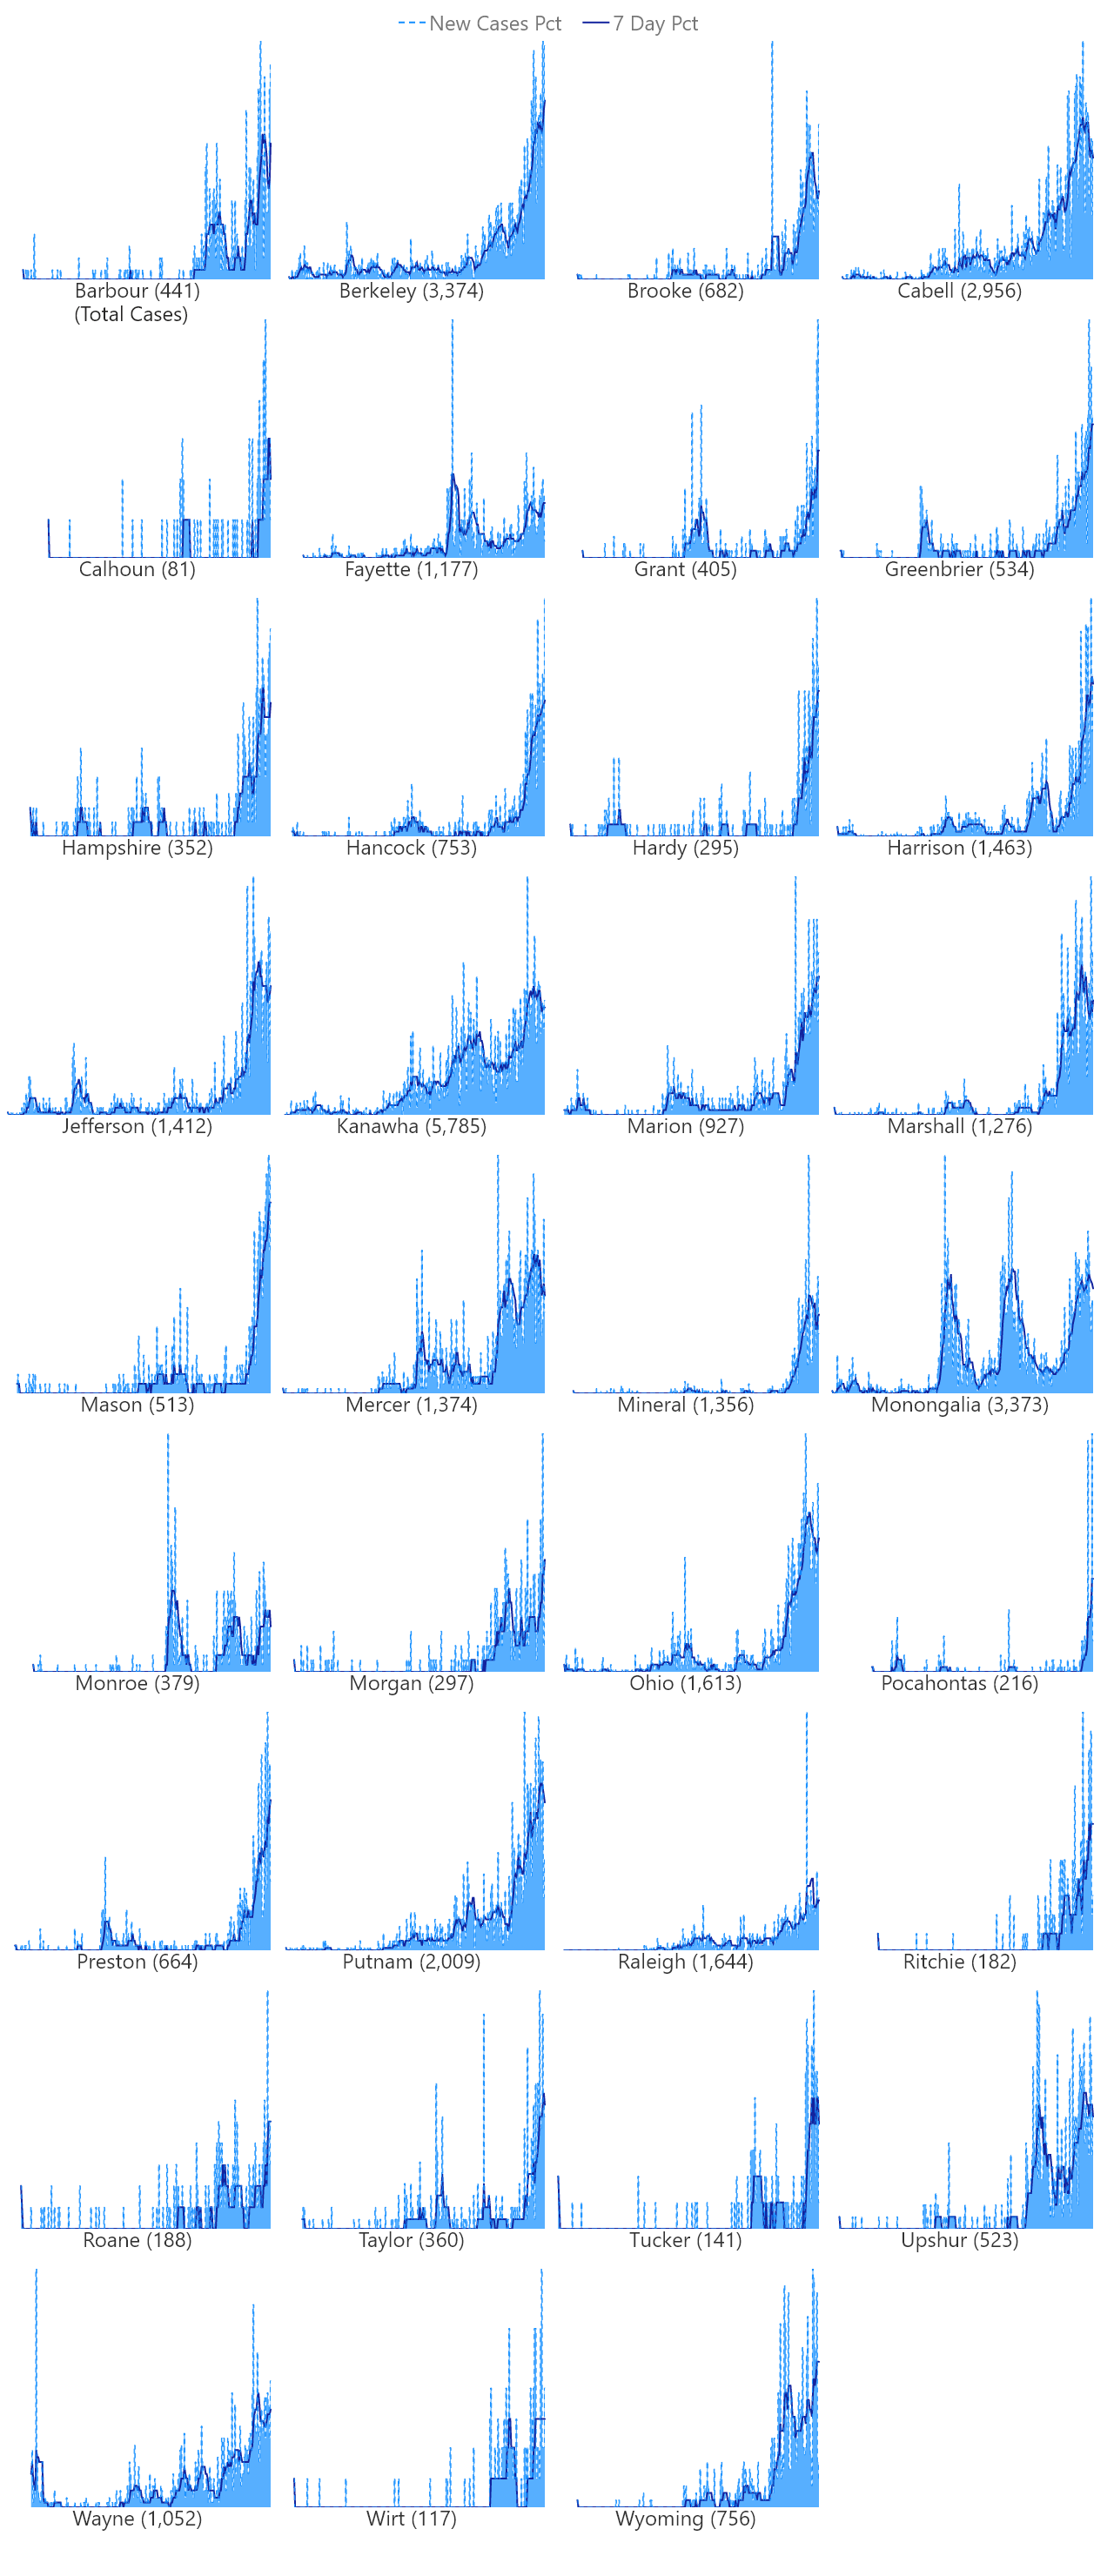 New Cases Pct 7 Day Pct
Barbour (441) Berkeley (3,374) Brooke (682) Cabell (2,956)
(Total Cases)
Calhoun (81) Fayette (1,177) Grant (405) Greenbrier (534)
Hampshire (352) Hancock (753) Hardy (295) Harrison (1,463)
Jefferson (1,412) Kanawha (5,785) Marion (927) Marshall (1,276)
Mason (513) Mercer (1,374) Mineral (1,356) Monongalia (3,373)
Monroe (379) Morgan (297) Ohio (1,613) Pocahontas (216)
Preston (664) Putnam (2,009) Raleigh (1,644) Ritchie (182)
Roane (188) Taylor (360) Tucker (141) Upshur (523)
Wayne (1,052) Wirt (117) Wyoming (756)